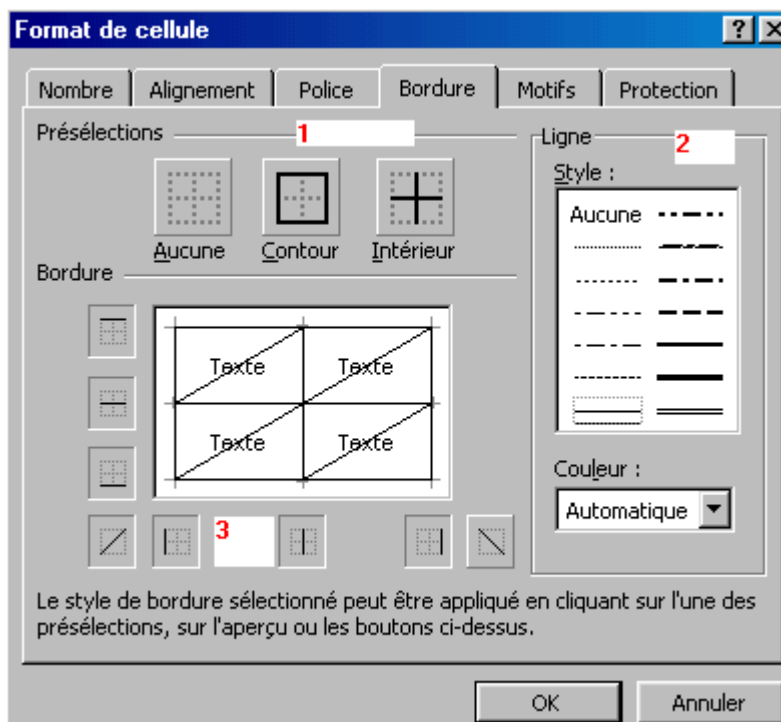 Format de cellule
Nombre Alignement Police Bordure Motifs Protection
Présélections 1
Aucune Contour Intérieur
Bordure
Texte Texte
Texte Texte
3
Ligne 2
Style :
Aucune
Couleur :
Automatique
Le style de bordure sélectionné peut être appliqué en cliquant sur l'une des
présélections, sur l'aperçu ou les boutons ci-dessus.
OK Annuler